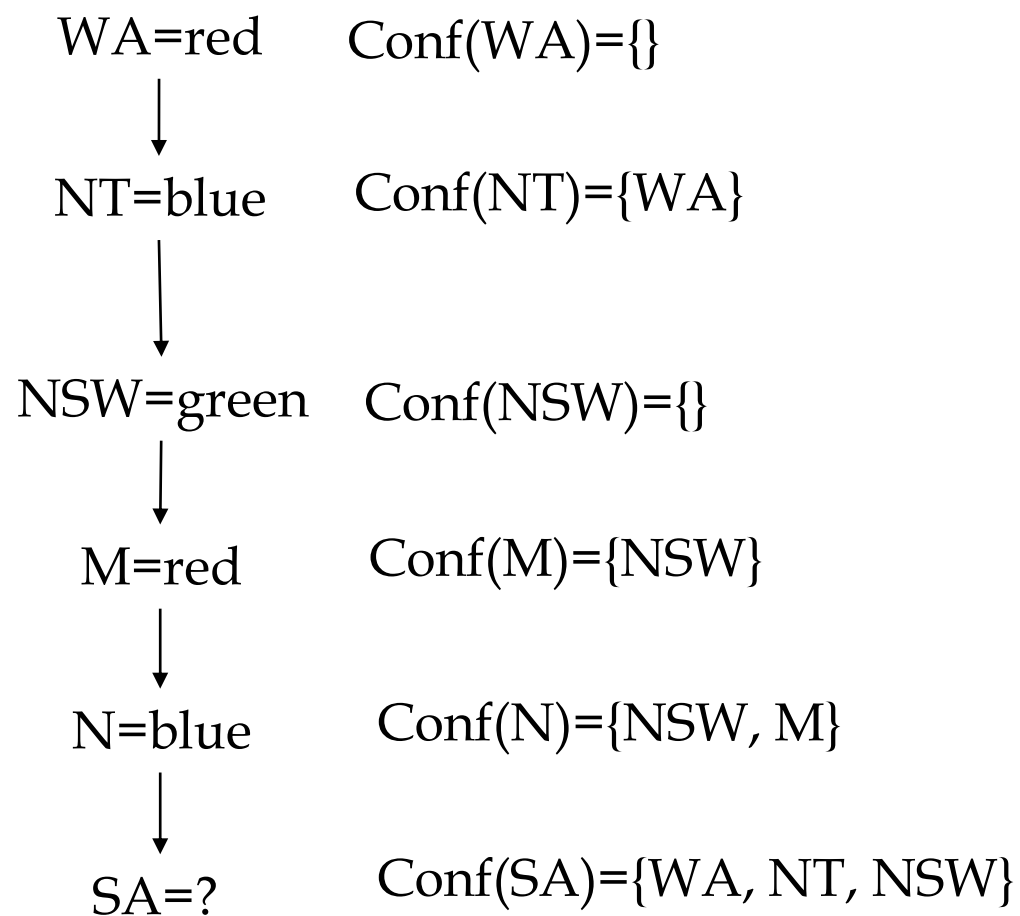 WA=red Conf(WA)={}
NT=blue Conf(NT)={WA}
NSW=green Conf(NSW)={}
M=red Conf(M)={NSW}
N=blue Conf(N)={NSW, M}
SA=? Conf(SA)={WA, NT, NSW}